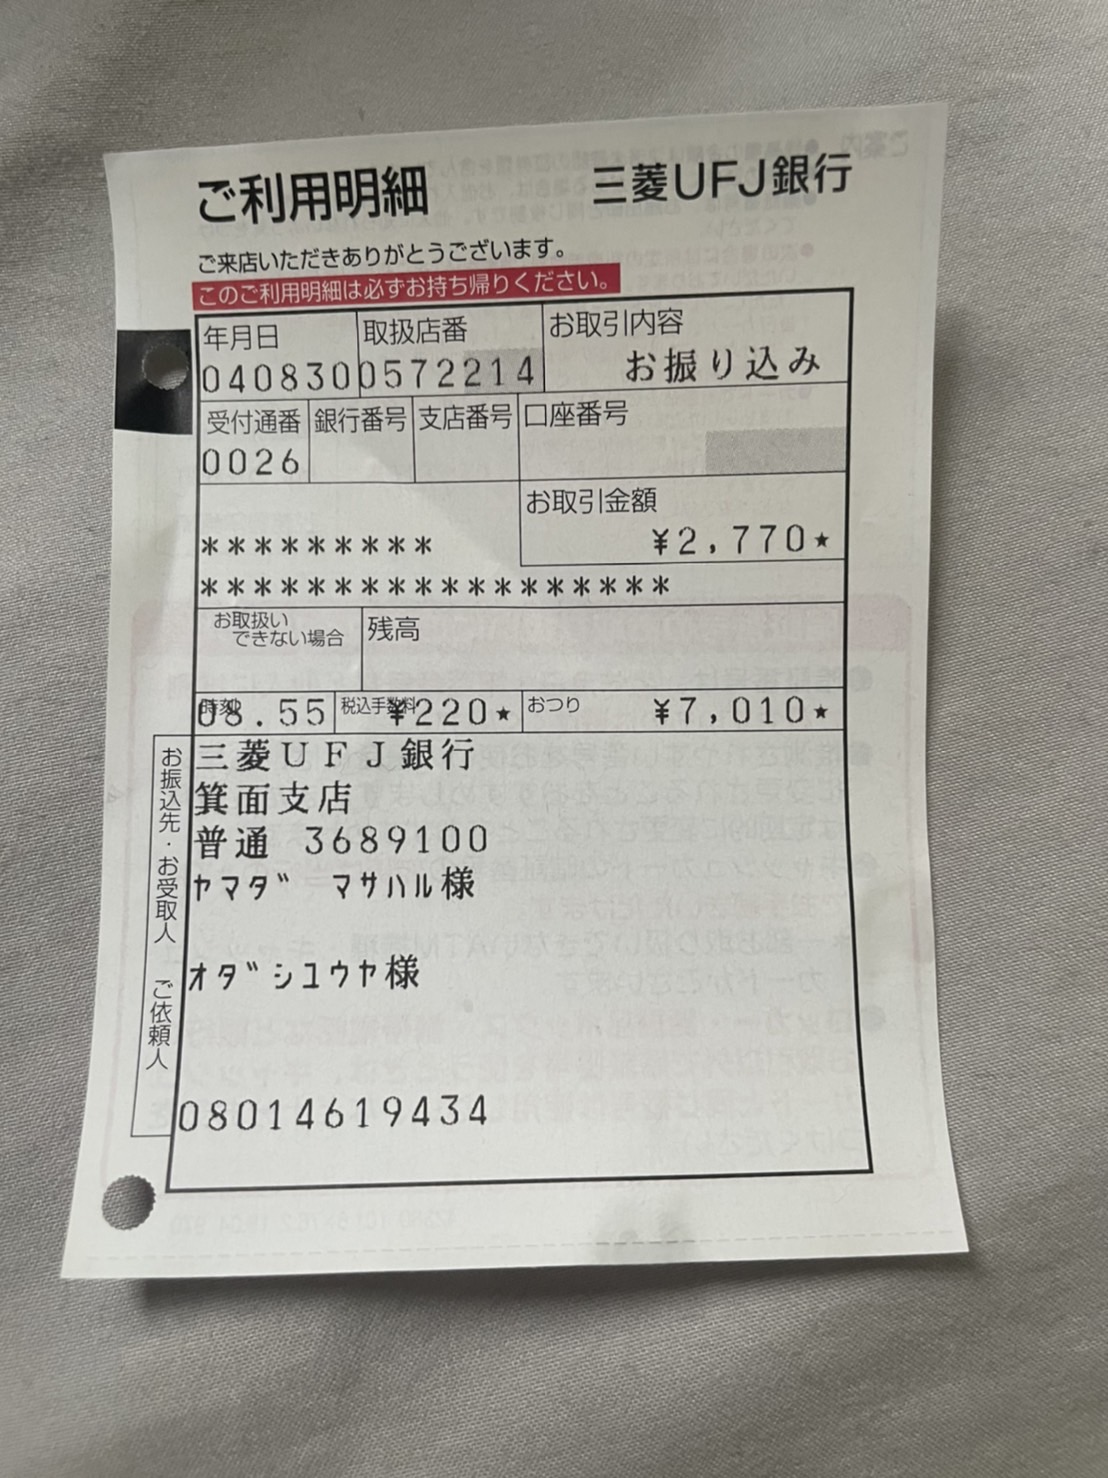 ご利用明細 三菱UFJ銀行
ご来店いただきありがとうございます。
このご利用明細は必ずお持ち帰りください。
年月日 取扱店番 お取引内容
040830 0572214 お振り込み
受付通番 銀行番号 支店番号 口座番号
0026
お取引金額
¥2,770★
*********
******************
お取扱い
できない場合
残高
時刻 税込手数料 おつり
08.55 ¥220★ ¥7,010★
お振込先・お受取人 ご依頼人
三菱UFJ銀行
箕面支店
普通 3689100
ヤマダ゛ マサハル様
オダ゛シユウヤ様
08014619434